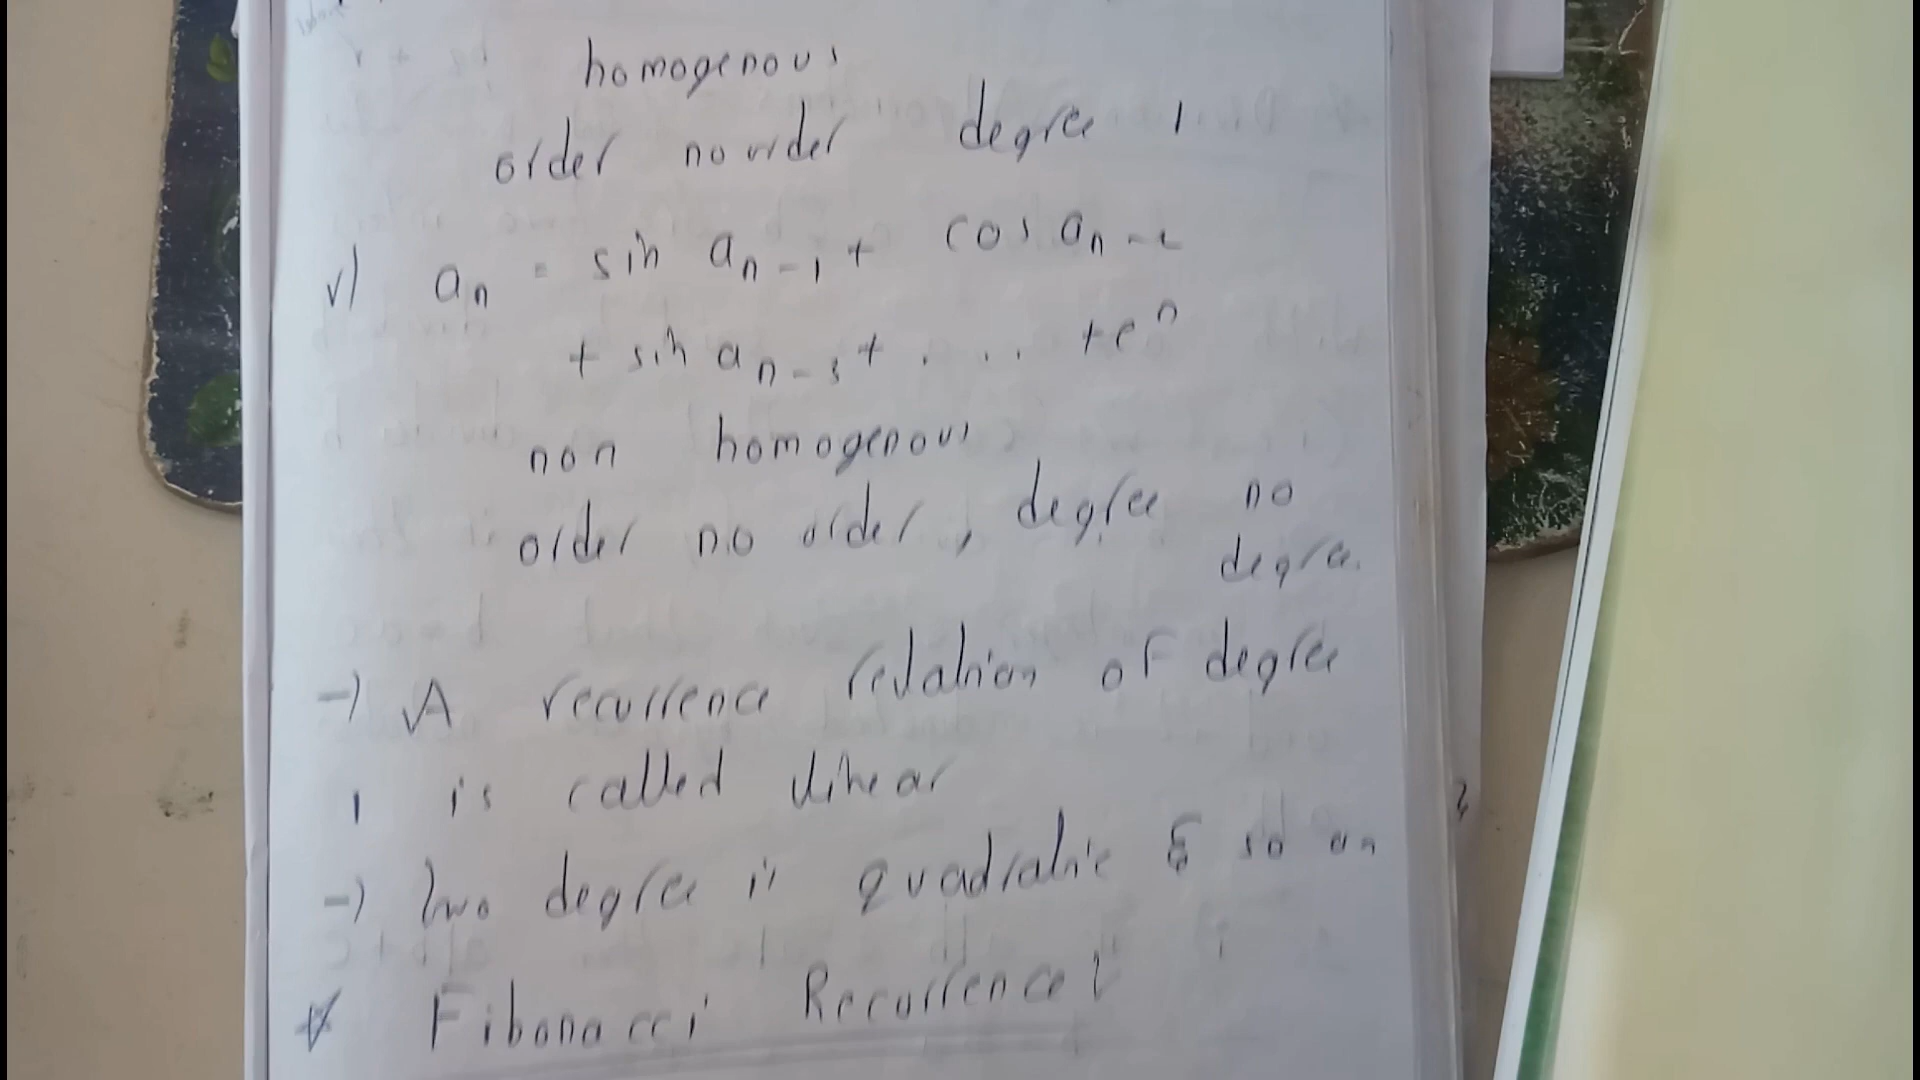 homogenous
order no order degree 1
v) an = sin an-1 + cos an-2
+ sin an-3 + . . . . + e^n
non homogenous
order no order, degree no
degree.
→ A recurrence relation of degree
1 is called linear
→ Two degree is quadratic & so on
* Fibonacci Recurrence :